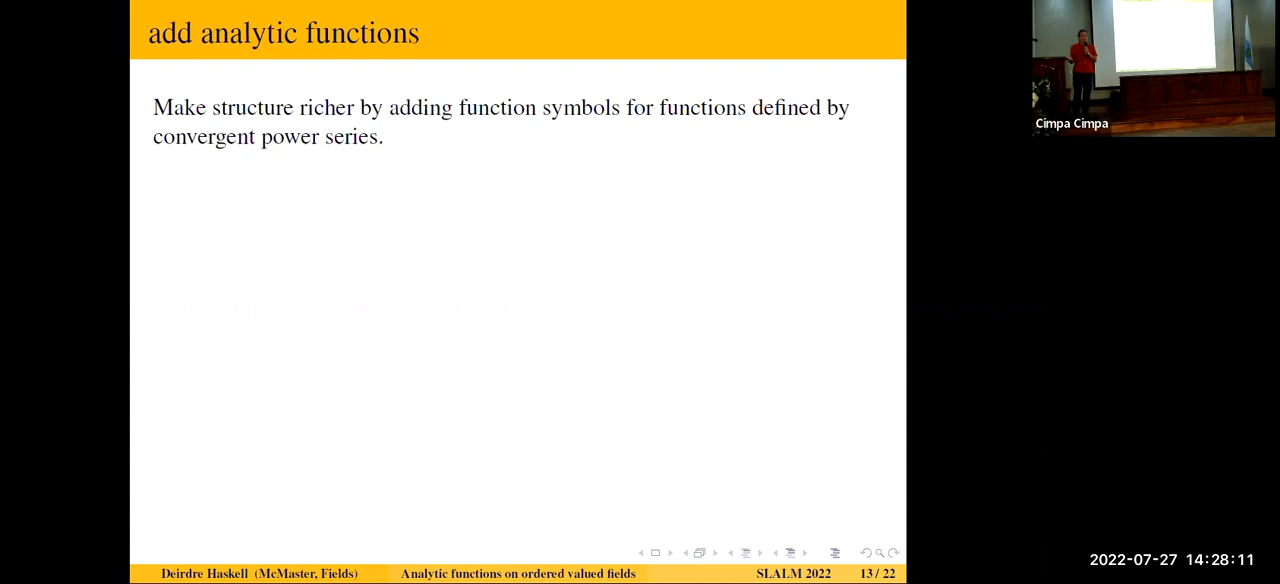 add analytic functions
Make structure richer by adding function symbols for functions defined by
convergent power series.
Cimpa Cimpa
Deirdre Haskell (McMaster, Fields) Analytic functions on ordered valued fields SLALM 2022 13 / 22
2022-07-27 14:28:11